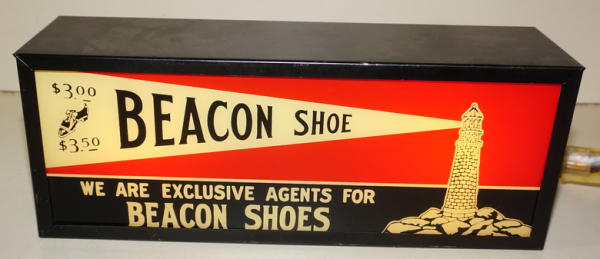 $3.00
$3.50
BEACON SHOE
WE ARE EXCLUSIVE AGENTS FOR
BEACON SHOES